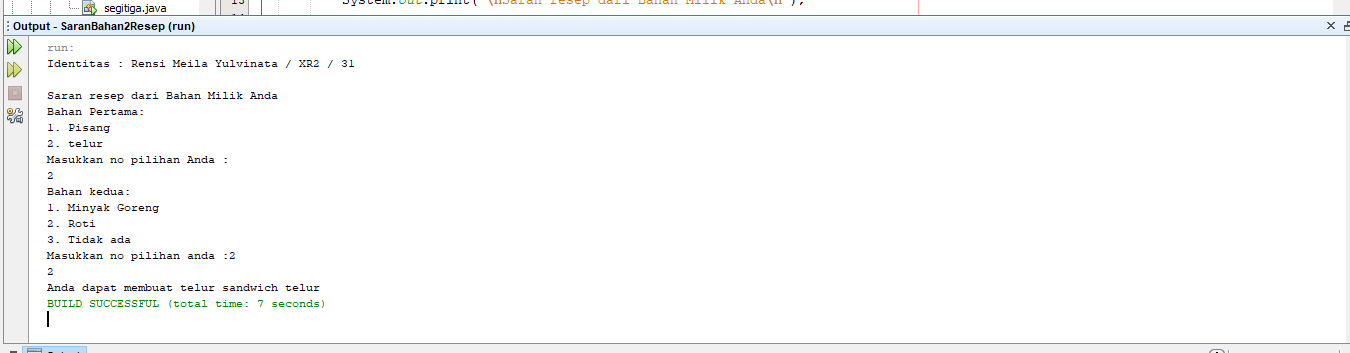 segitiga.java
13
System.out.print("\nSaran resep dari Bahan Milik Anda\n");
Output - SaranBahan2Resep (run)
run:
Identitas : Rensi Meila Yulvinata / XR2 / 31
Saran resep dari Bahan Milik Anda
Bahan Pertama:
1. Pisang
2. telur
Masukkan no pilihan Anda :
2
Bahan kedua:
1. Minyak Goreng
2. Roti
3. Tidak ada
Masukkan no pilihan anda :2
2
Anda dapat membuat telur sandwich telur
BUILD SUCCESSFUL (total time: 7 seconds)